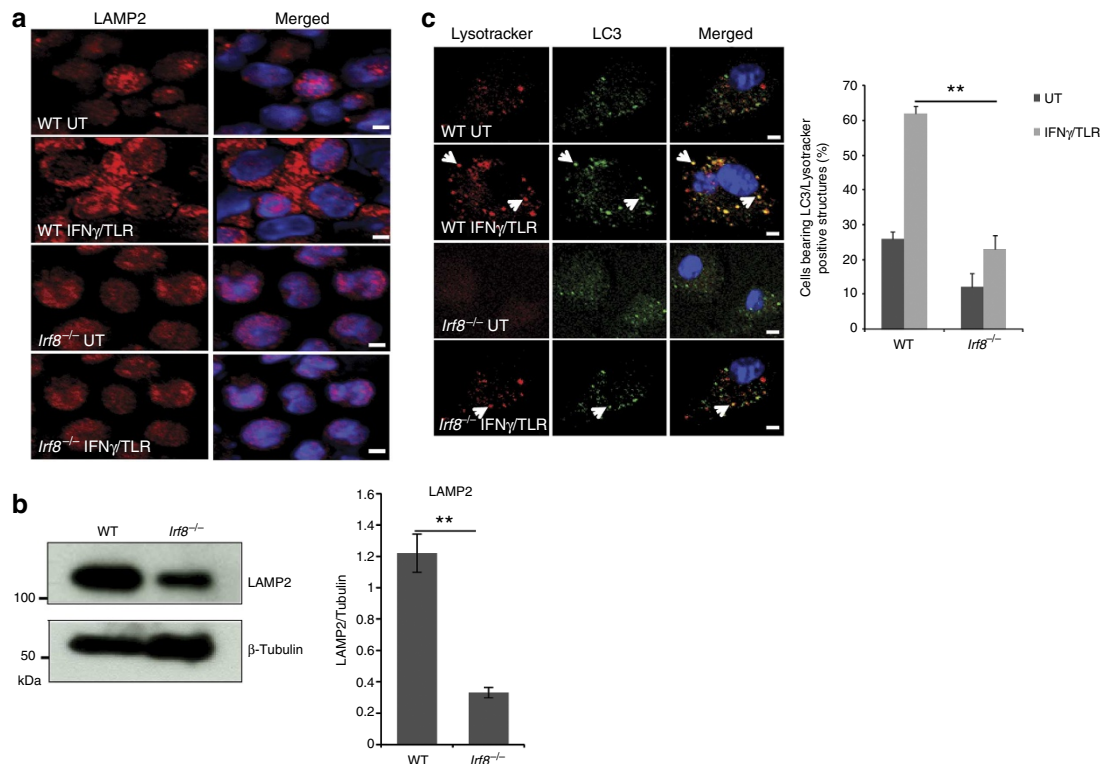 a
LAMP2 Merged
WT UT
WT IFNγ/TLR
Irf8–/– UT
Irf8–/– IFNγ/TLR
b
WT Irf8–/–
LAMP2
100
β-Tubulin
50
kDa
LAMP2
**
LAMP2/Tubulin
1.6
1.4
1.2
1
0.8
0.6
0.4
0.2
0
WT Irf8–/–
c
Lysotracker LC3 Merged
WT UT
WT IFNγ/TLR
Irf8–/– UT
Irf8–/– IFNγ/TLR
Cells bearing LC3/Lysotracker
positive structures (%)
70
60
50
40
30
20
10
0
**
WT Irf8–/–
UT
IFNγ/TLR